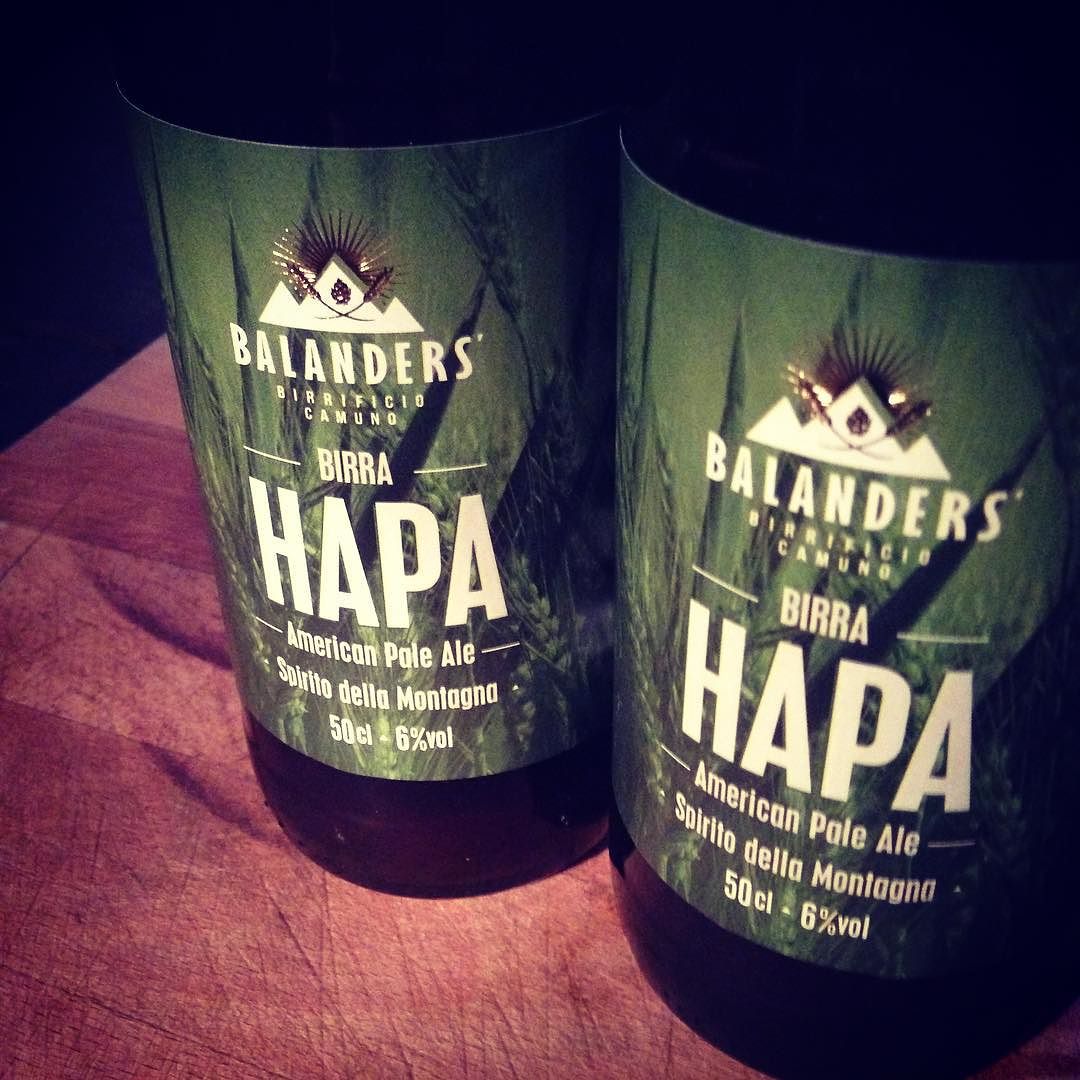 BALANDERS'
BIRRIFICIO
CAMUNO
BIRRA
HAPA
American Pale Ale
Spirito della Montagna
50cl - 6%vol
BALANDERS'
BIRRIFICIO
CAMUNO
BIRRA
HAPA
American Pale Ale
Spirito della Montagna
50cl - 6%vol